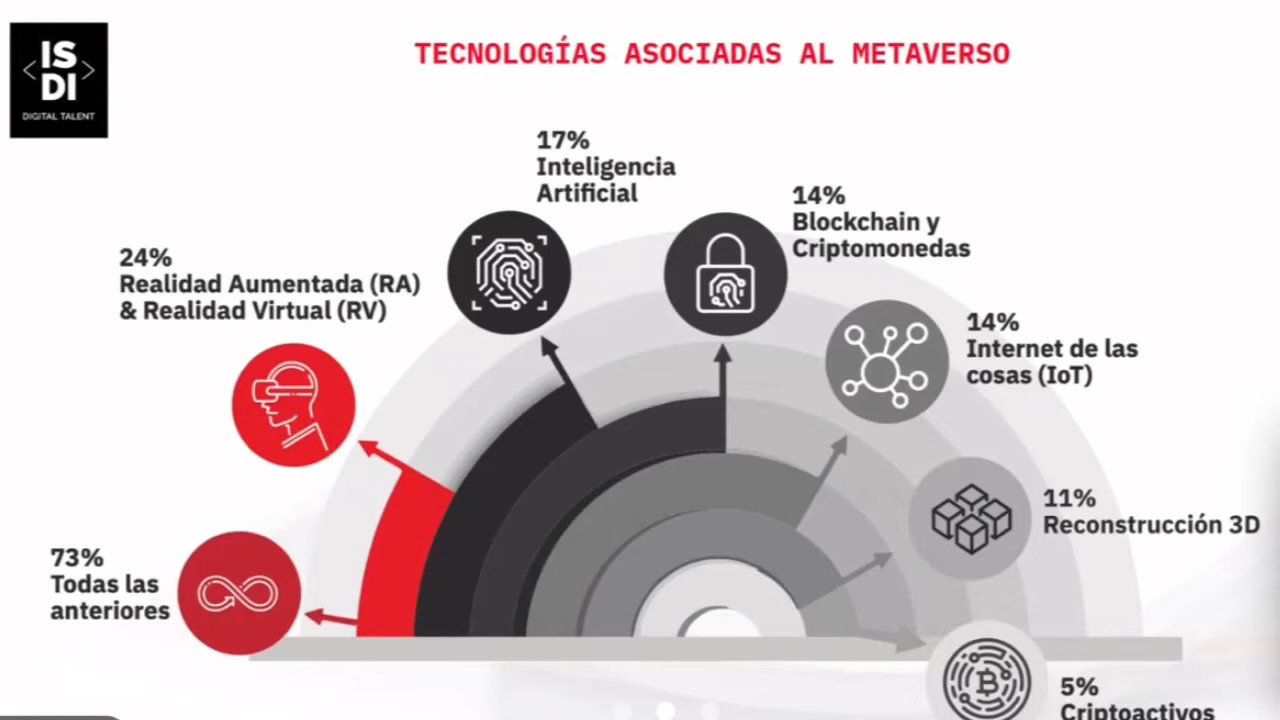 IS
DI
DIGITAL TALENT
TECNOLOGÍAS ASOCIADAS AL METAVERSO
17%
Inteligencia
Artificial
14%
Blockchain y
Criptomonedas
24%
Realidad Aumentada (RA)
& Realidad Virtual (RV)
14%
Internet de las
cosas (IoT)
11%
Reconstrucción 3D
73%
Todas las
anteriores
5%
Criptoactivos